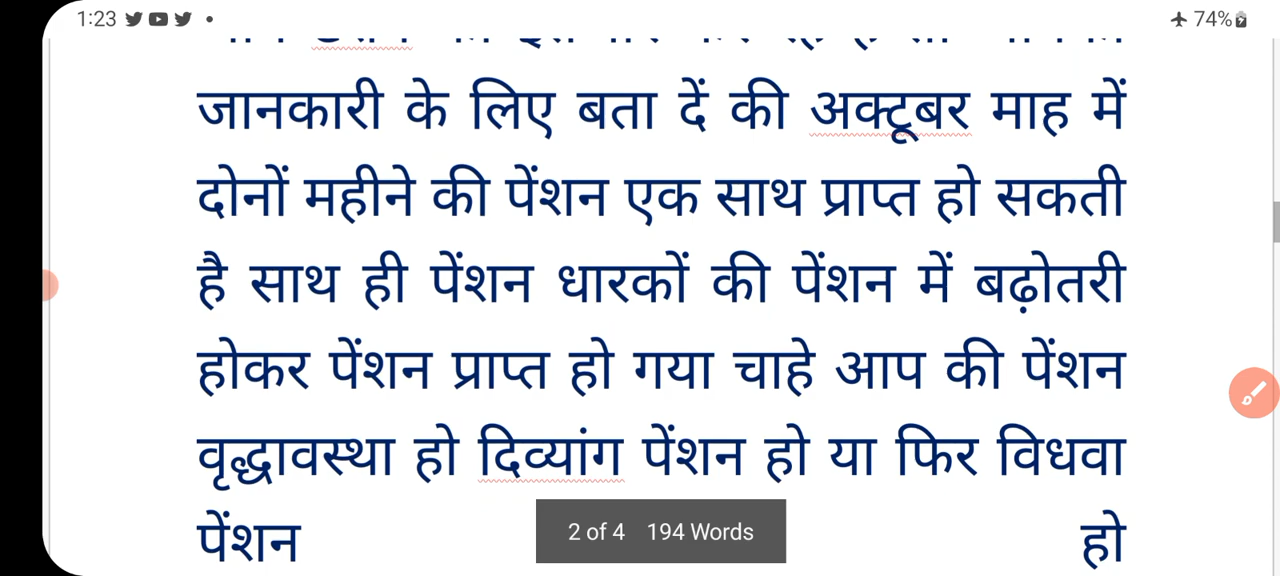 1:23
74%
जानकारी के लिए बता दें की अक्टूबर माह में
दोनों महीने की पेंशन एक साथ प्राप्त हो सकती
है साथ ही पेंशन धारकों की पेंशन में बढ़ोतरी
होकर पेंशन प्राप्त हो गया चाहे आप की पेंशन
वृद्धावस्था हो दिव्यांग पेंशन हो या फिर विधवा
पेंशन हो
2 of 4 194 Words